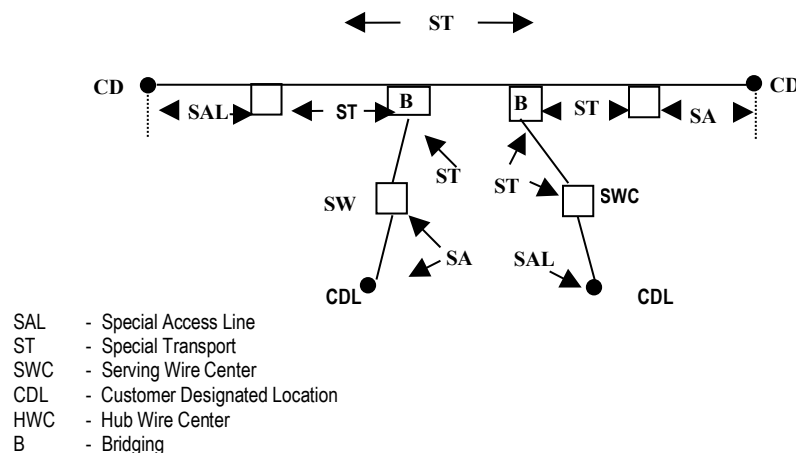 ST
CD CD
B B
SAL ST ST SA
ST ST
SW SWC
SA SAL
CDL CDL
SAL - Special Access Line
ST - Special Transport
SWC - Serving Wire Center
CDL - Customer Designated Location
HWC - Hub Wire Center
B - Bridging